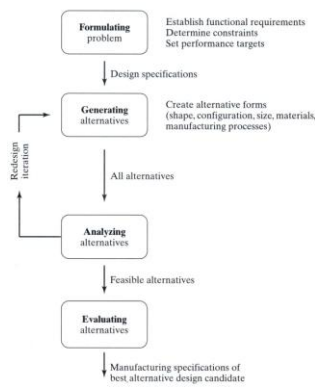 Formulating
problem
Establish functional requirements
Determine constraints
Set performance targets
Design specifications
Generating
alternatives
Create alternative forms
(shape, configuration, size, materials,
manufacturing processes)
Redesign
iteration
All alternatives
Analyzing
alternatives
Feasible alternatives
Evaluating
alternatives
Manufacturing specifications of
best alternative design candidate